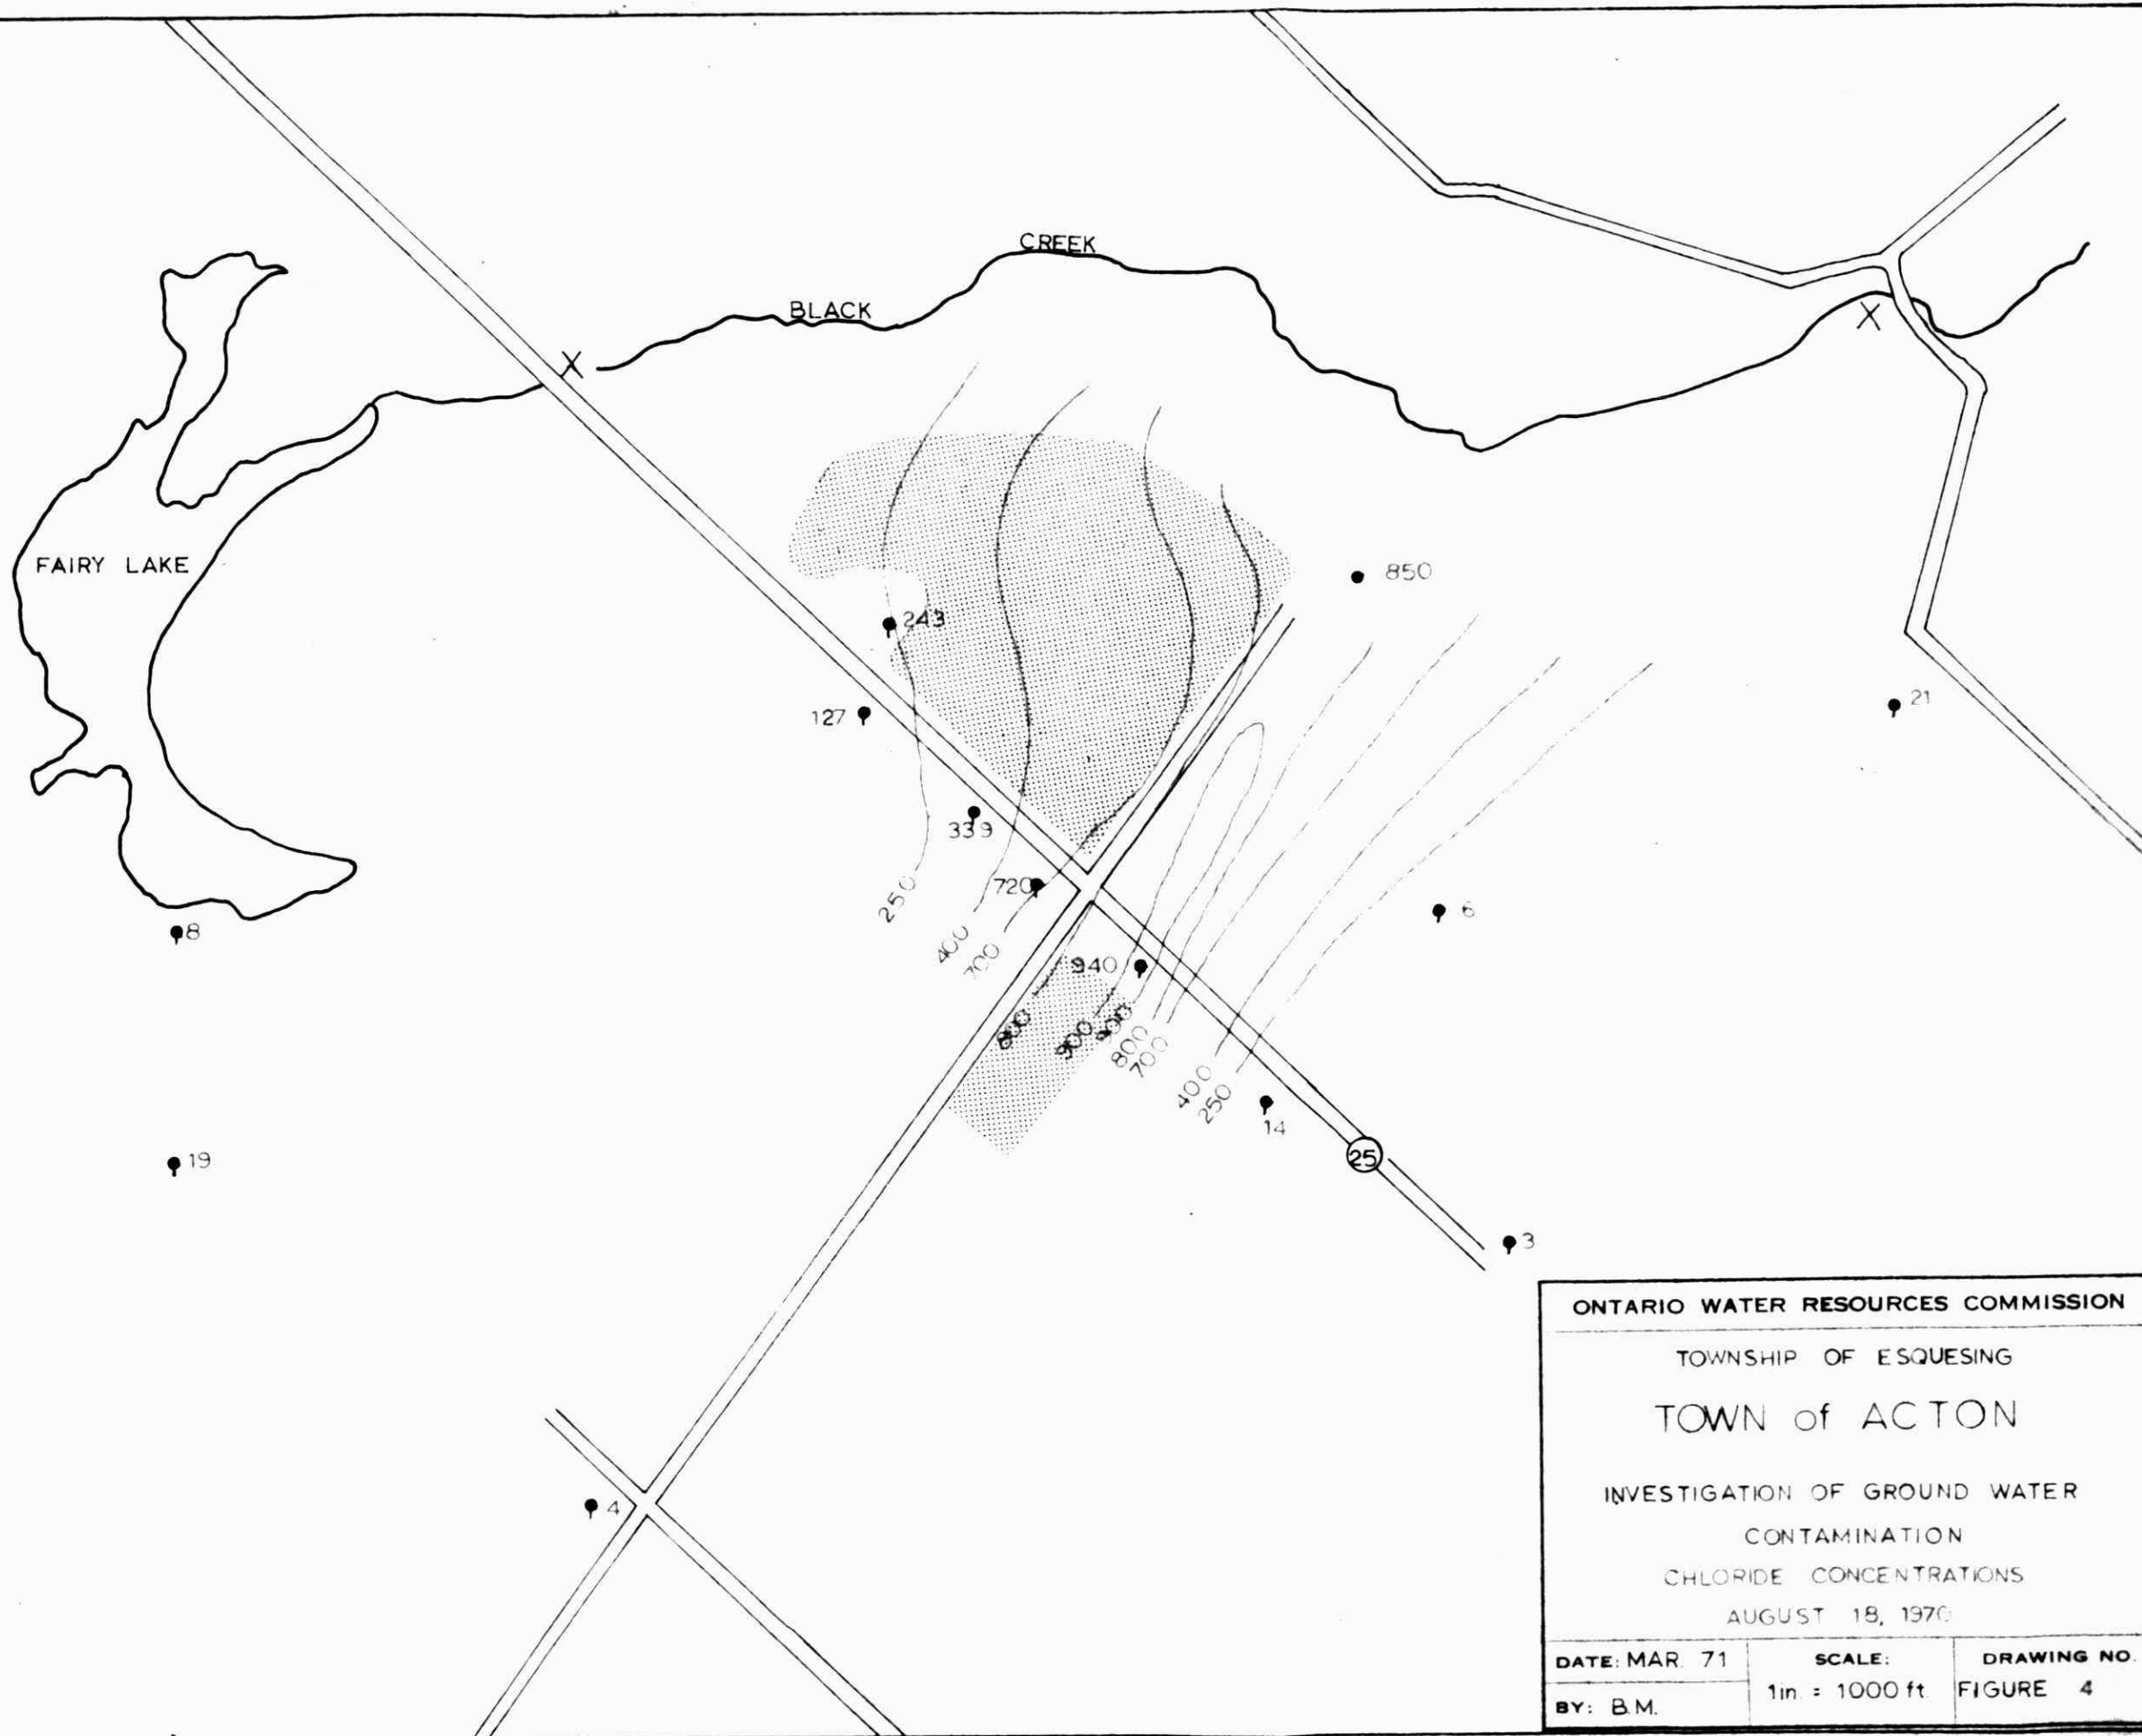 CREEK
BLACK
FAIRY LAKE
850
243
21
127
339
720
250
400
700
6
8
940
800
900
900
800
700
400
250
14
19
25
3
4
ONTARIO WATER RESOURCES COMMISSION
TOWNSHIP OF ESQUESING
TOWN of ACTON
INVESTIGATION OF GROUND WATER
CONTAMINATION
CHLORIDE CONCENTRATIONS
AUGUST 18, 1970
DATE: MAR. 71
BY: B.M.
SCALE:
1in. = 1000 ft.
DRAWING NO.
FIGURE 4